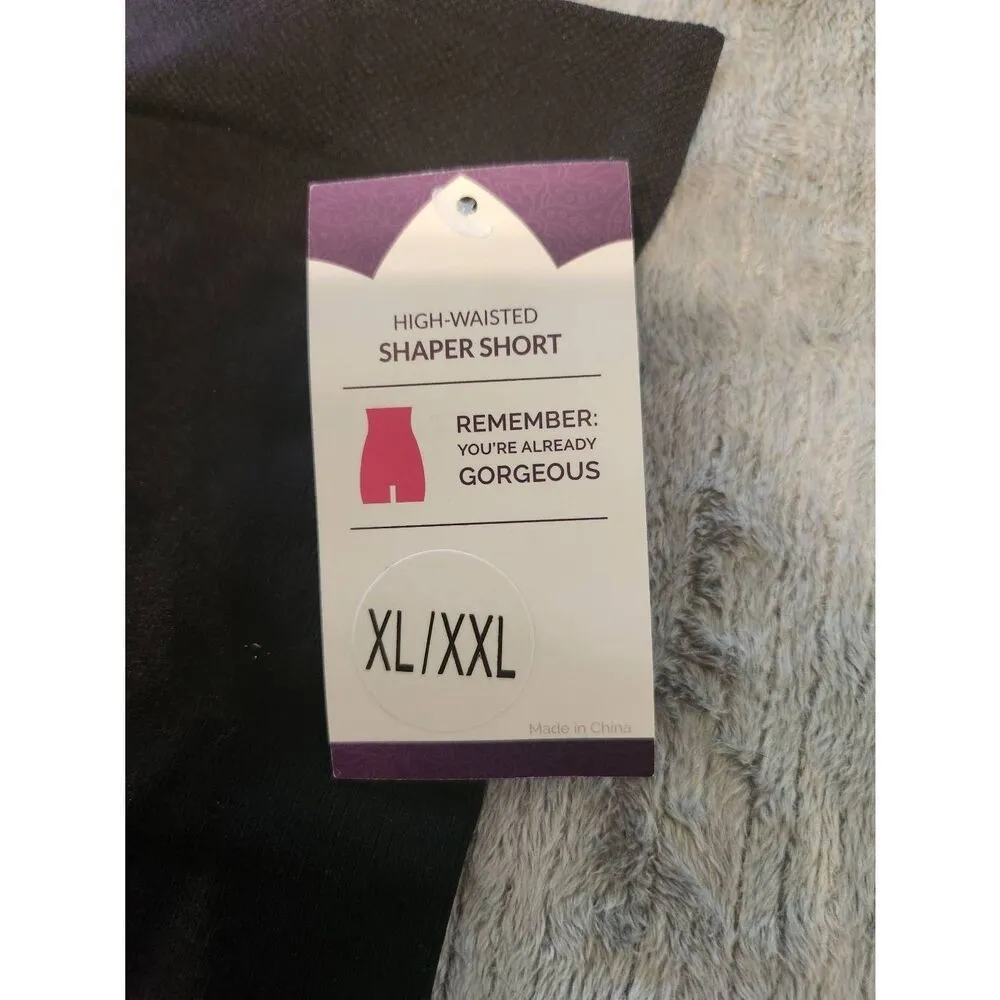 HIGH-WAISTED
SHAPER SHORT
REMEMBER:
YOU'RE ALREADY
GORGEOUS
XL/XXL
Made in China